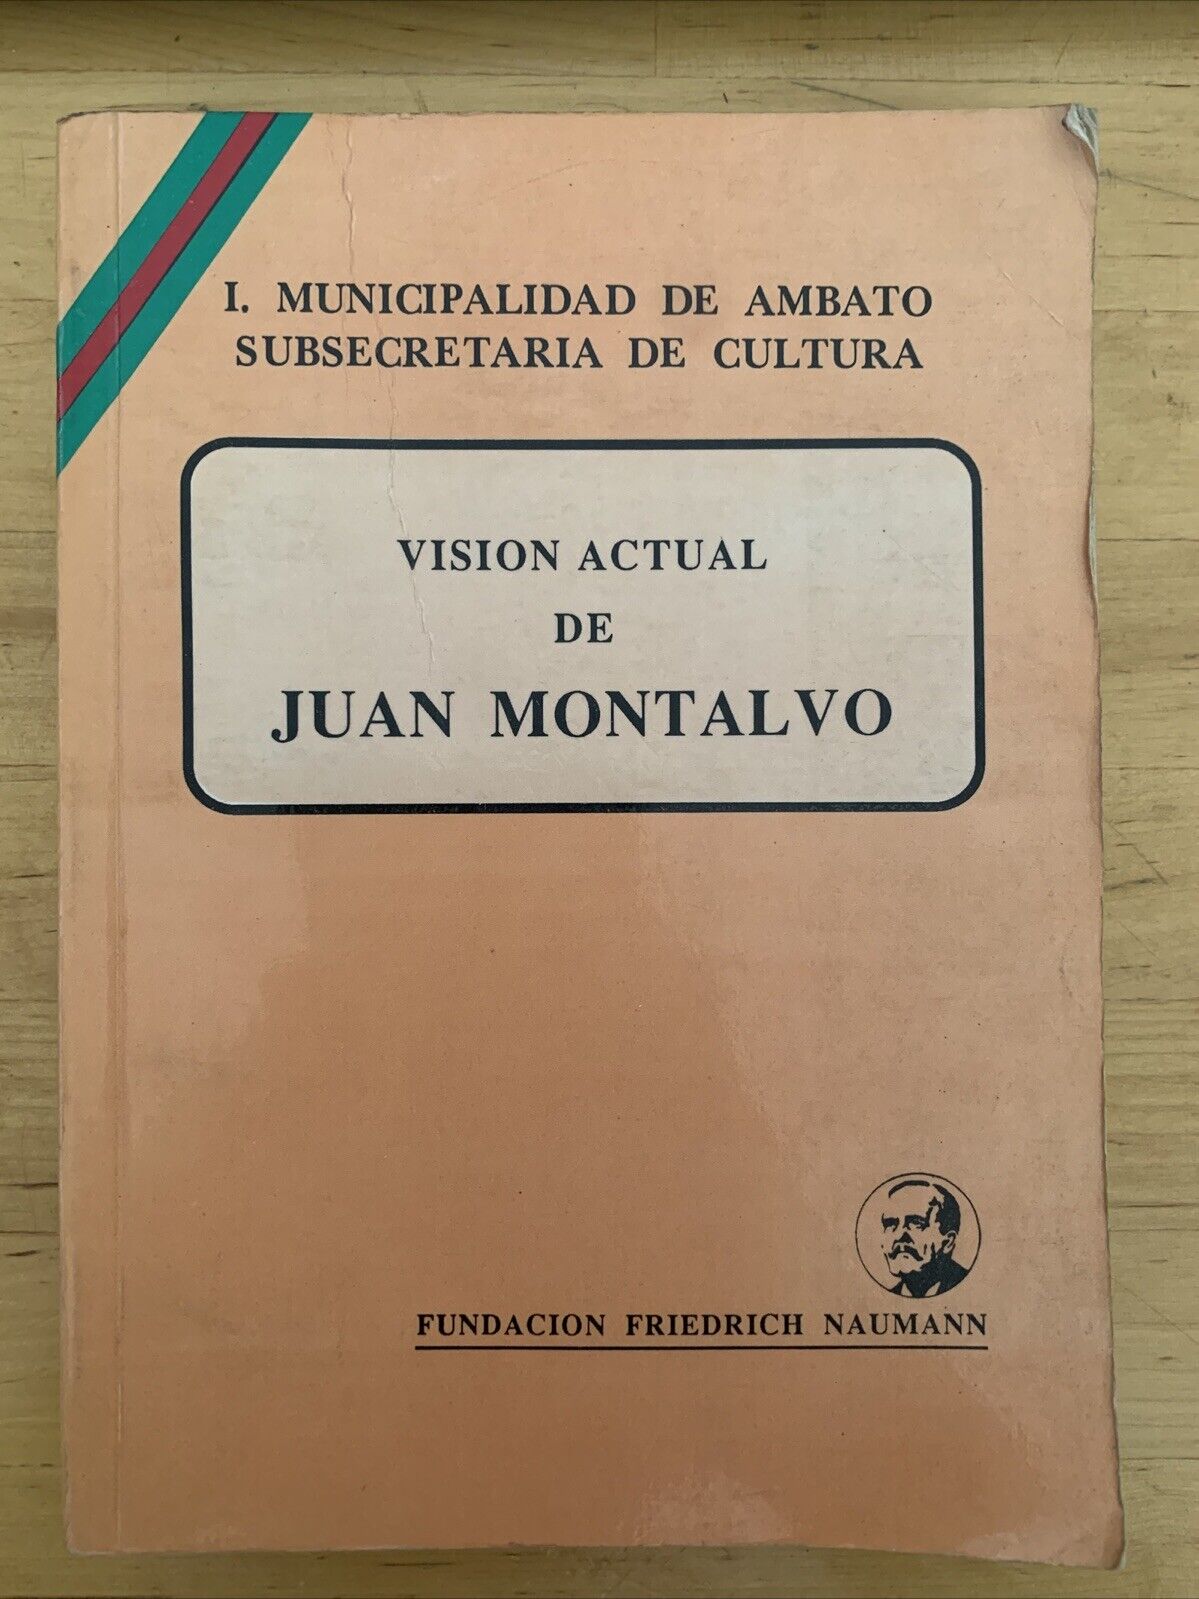 I. MUNICIPALIDAD DE AMBATO
SUBSECRETARIA DE CULTURA
VISION ACTUAL
DE
JUAN MONTALVO
FUNDACION FRIEDRICH NAUMANN